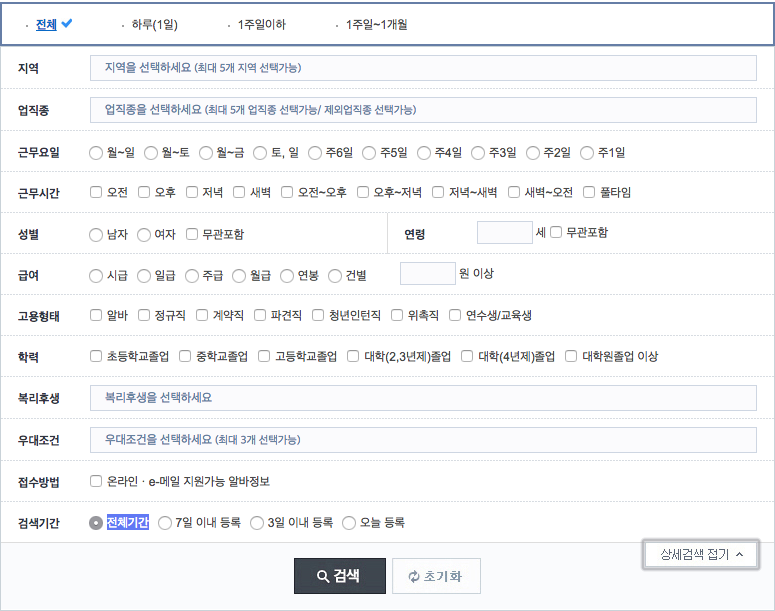 · 전체 · 하루(1일) · 1주일이하 · 1주일~1개월
지역 지역을 선택하세요 (최대 5개 지역 선택가능)
업직종 업직종을 선택하세요 (최대 5개 업직종 선택가능/ 제외업직종 선택가능)
근무요일 월~일 월~토 월~금 토, 일 주6일 주5일 주4일 주3일 주2일 주1일
근무시간 오전 오후 저녁 새벽 오전~오후 오후~저녁 저녁~새벽 새벽~오전 풀타임
성별 남자 여자 무관포함 연령 세 무관포함
급여 시급 일급 주급 월급 연봉 건별 원 이상
고용형태 알바 정규직 계약직 파견직 청년인턴직 위촉직 연수생/교육생
학력 초등학교졸업 중학교졸업 고등학교졸업 대학(2,3년제)졸업 대학(4년제)졸업 대학원졸업 이상
복리후생 복리후생을 선택하세요
우대조건 우대조건을 선택하세요 (최대 3개 선택가능)
접수방법 온라인 · e-메일 지원가능 알바정보
검색기간 전체기간 7일 이내 등록 3일 이내 등록 오늘 등록
상세검색 접기
검색 초기화